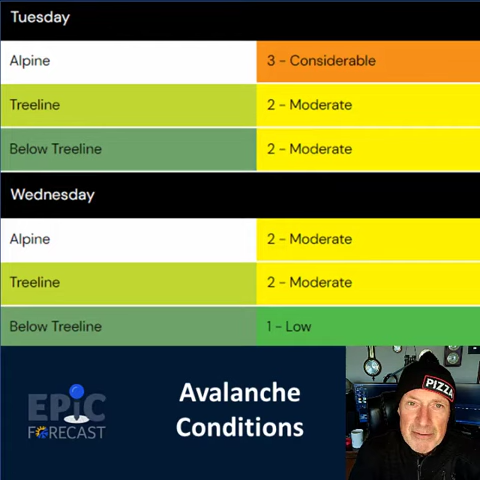 Tuesday
Alpine 3 - Considerable
Treeline 2 - Moderate
Below Treeline 2 - Moderate
Wednesday
Alpine 2 - Moderate
Treeline 2 - Moderate
Below Treeline 1 - Low
EPiC
FORECAST
Avalanche
Conditions
PIZZA